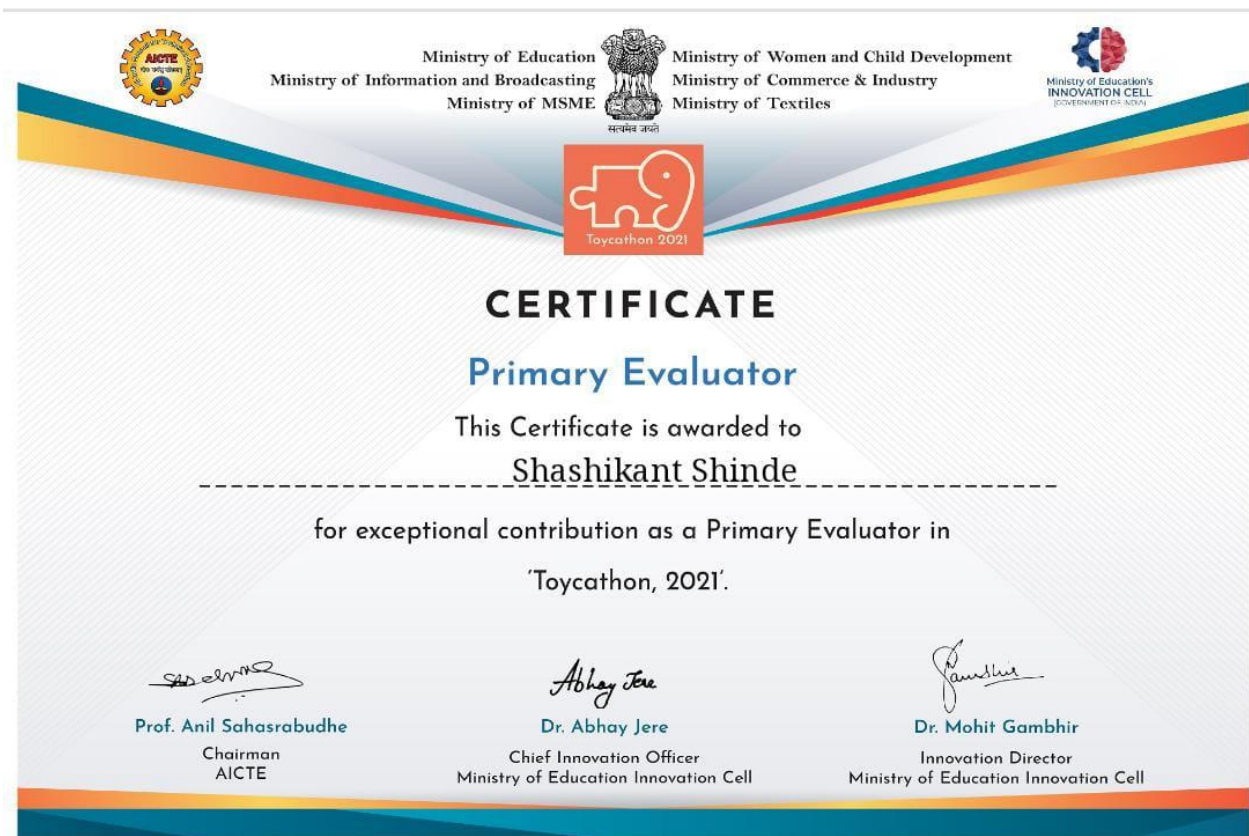 AICTE
Ministry of Education
Ministry of Information and Broadcasting
Ministry of MSME
सत्यमेव जयते
Ministry of Women and Child Development
Ministry of Commerce & Industry
Ministry of Textiles
Ministry of Education's
INNOVATION CELL
(GOVERNMENT OF INDIA)
Toycathon 2021
CERTIFICATE
Primary Evaluator
This Certificate is awarded to
Shashikant Shinde
for exceptional contribution as a Primary Evaluator in
'Toycathon, 2021'.
Abhay Jere
Prof. Anil Sahasrabudhe
Chairman
AICTE
Dr. Abhay Jere
Chief Innovation Officer
Ministry of Education Innovation Cell
Dr. Mohit Gambhir
Innovation Director
Ministry of Education Innovation Cell